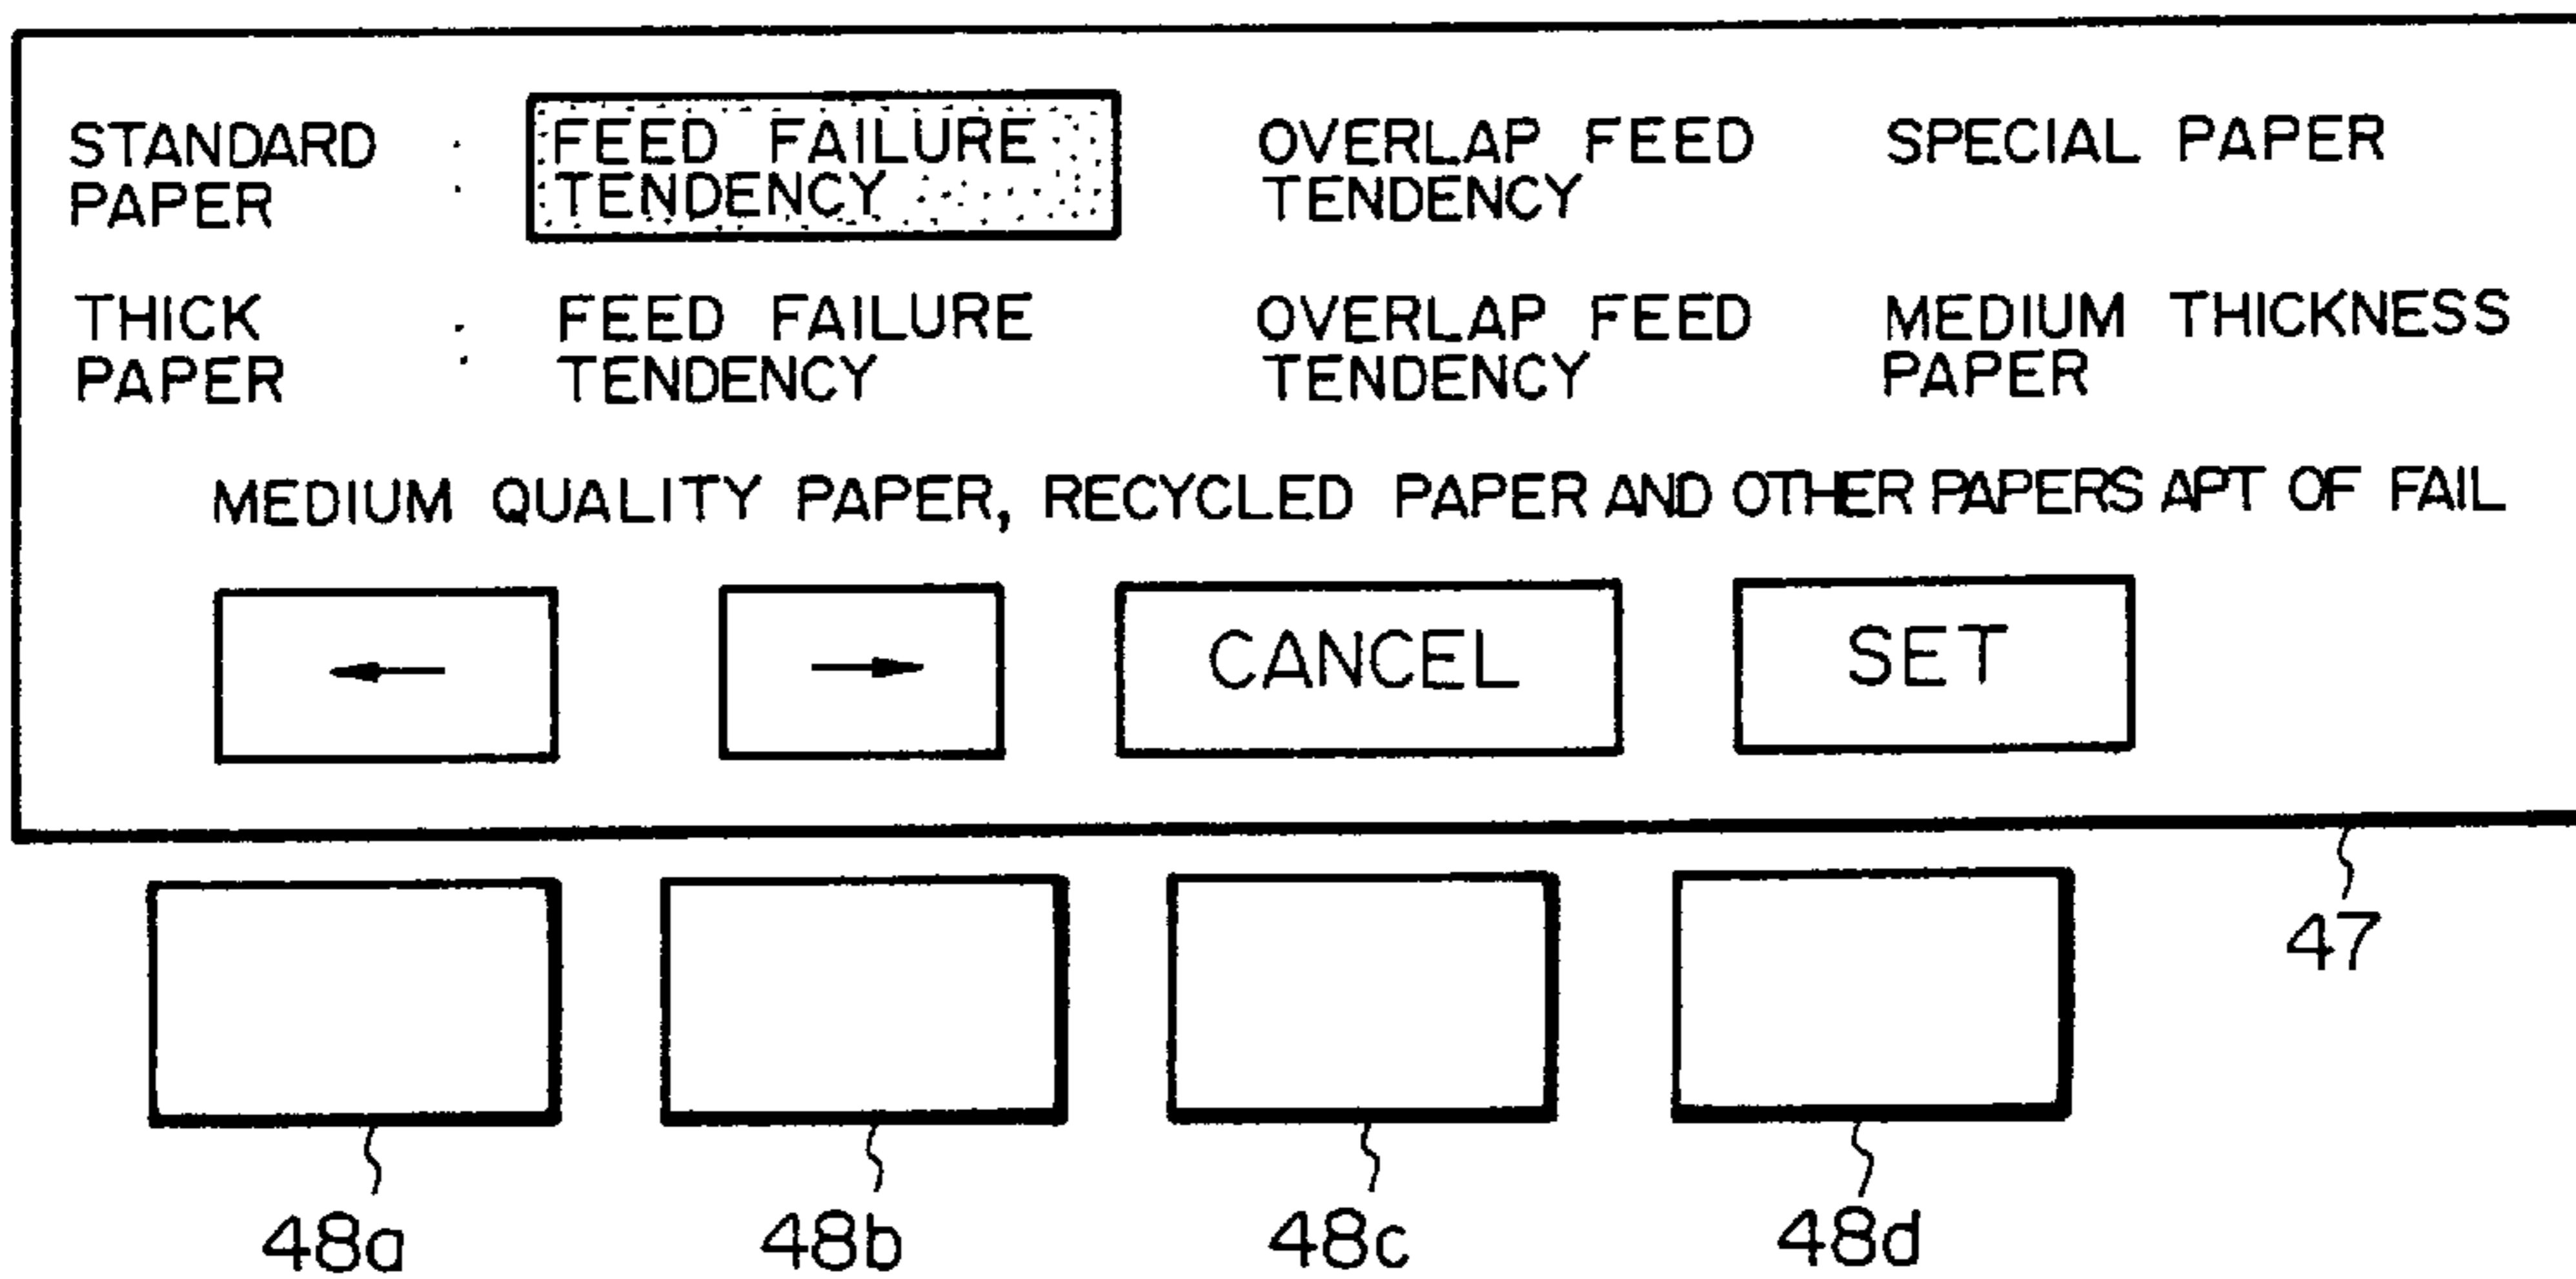 STANDARD PAPER : FEED FAILURE TENDENCY OVERLAP FEED TENDENCY SPECIAL PAPER
THICK PAPER : FEED FAILURE TENDENCY OVERLAP FEED TENDENCY MEDIUM THICKNESS PAPER
MEDIUM QUALITY PAPER, RECYCLED PAPER AND OTHER PAPERS APT OF FAIL
← → CANCEL SET
47
48a 48b 48c 48d